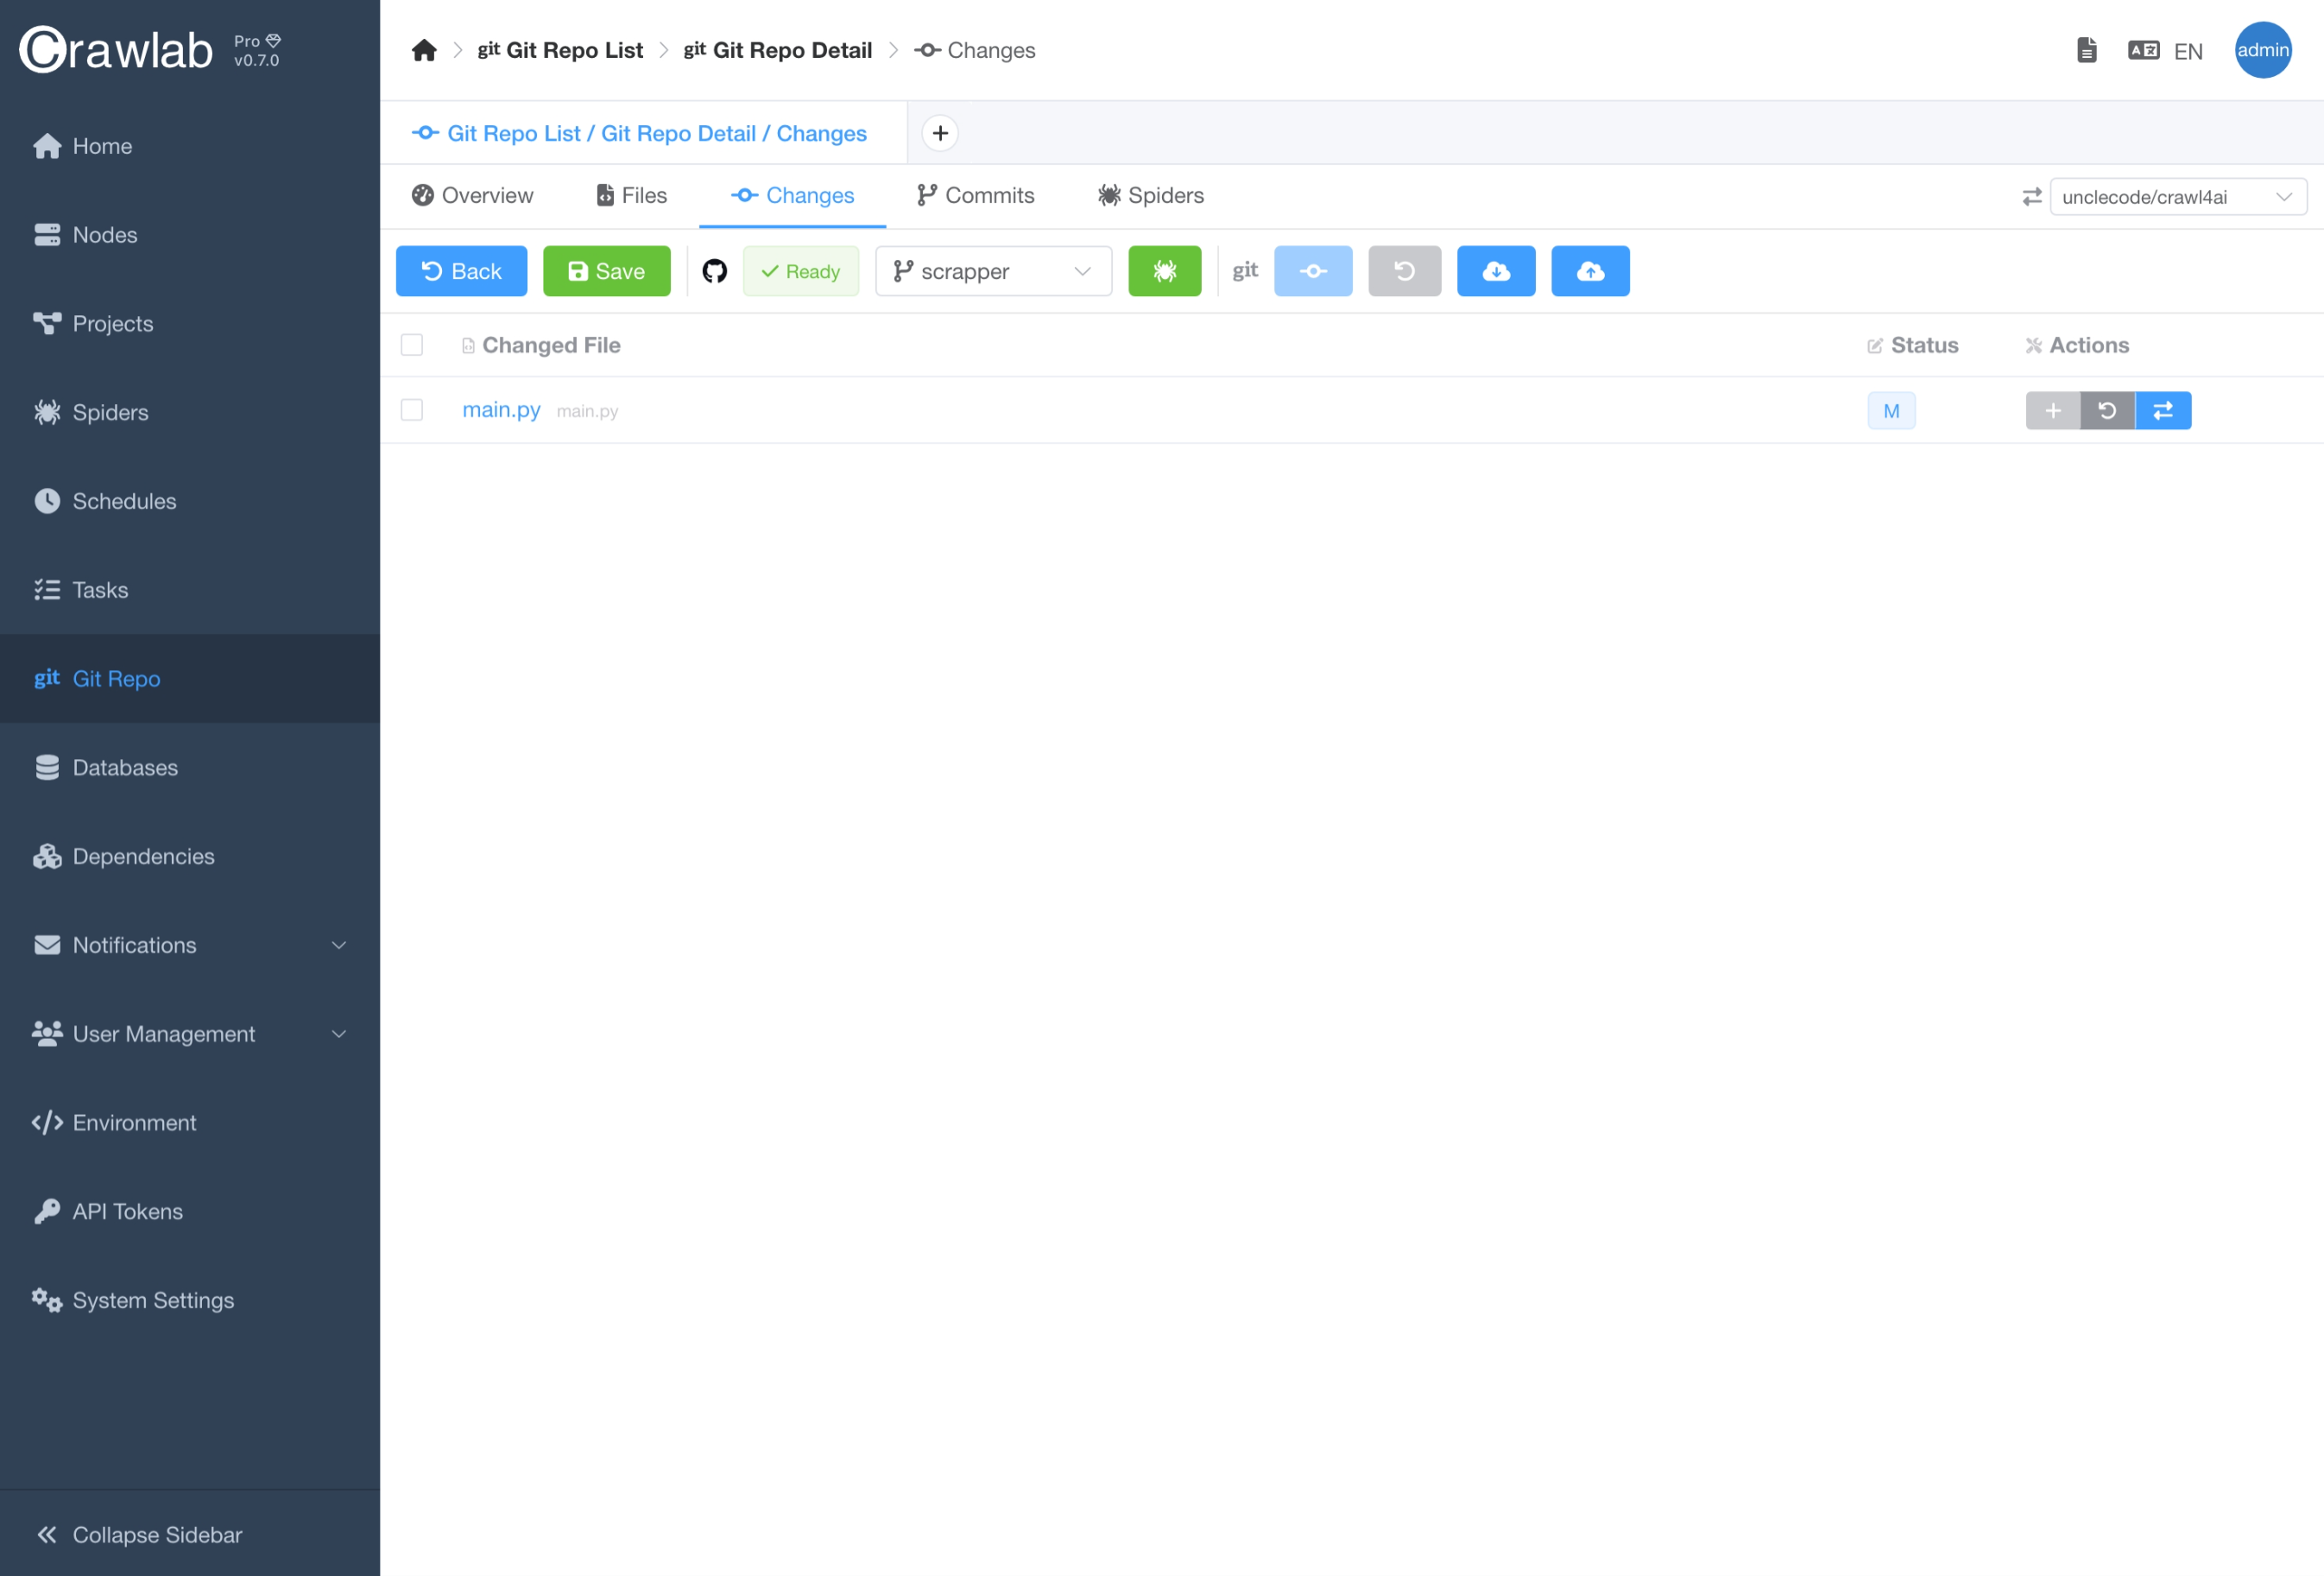 Crawlab Pro
v0.7.0
Home
Nodes
Projects
Spiders
Schedules
Tasks
git Git Repo
Databases
Dependencies
Notifications
User Management
Environment
API Tokens
System Settings
Collapse Sidebar
git Git Repo List git Git Repo Detail Changes
EN
admin
Git Repo List / Git Repo Detail / Changes
Overview Files Changes Commits Spiders
unclecode/crawl4ai
Back Save Ready scrapper git
Changed File Status Actions
main.py main.py M